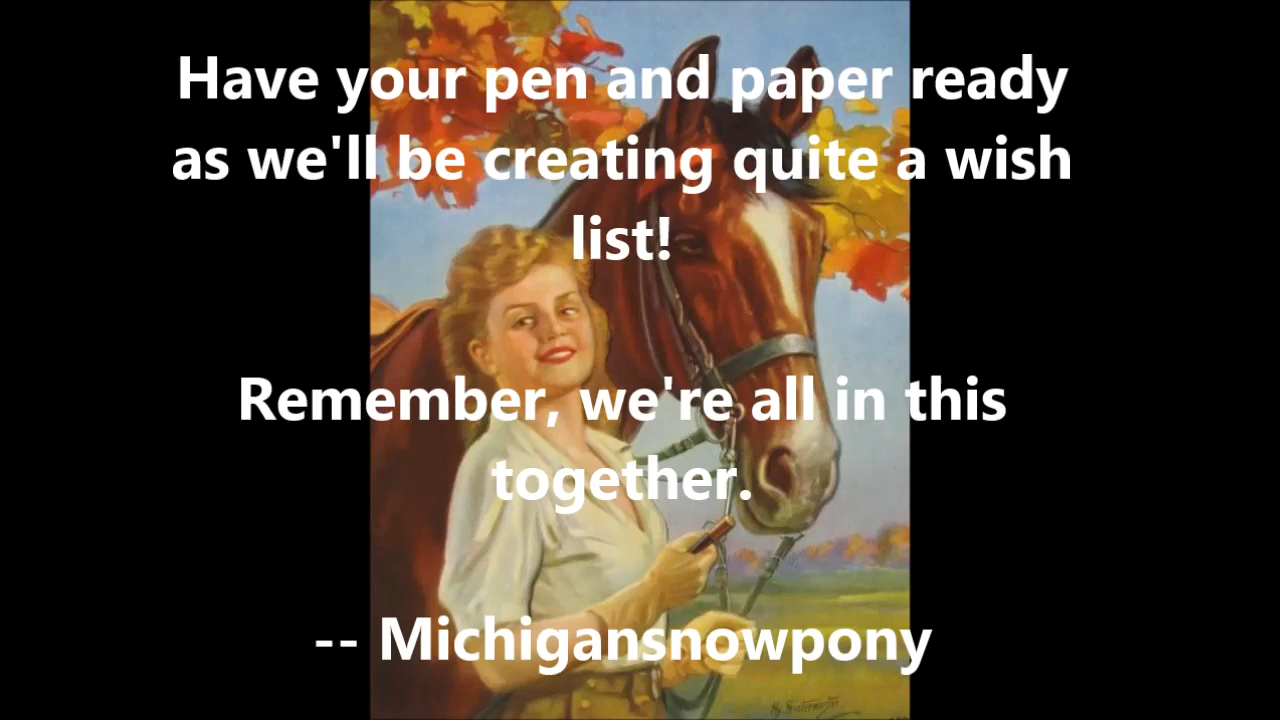 Have your pen and paper ready
as we'll be creating quite a wish
list!
Remember, we're all in this
together.
-- Michigansnowpony